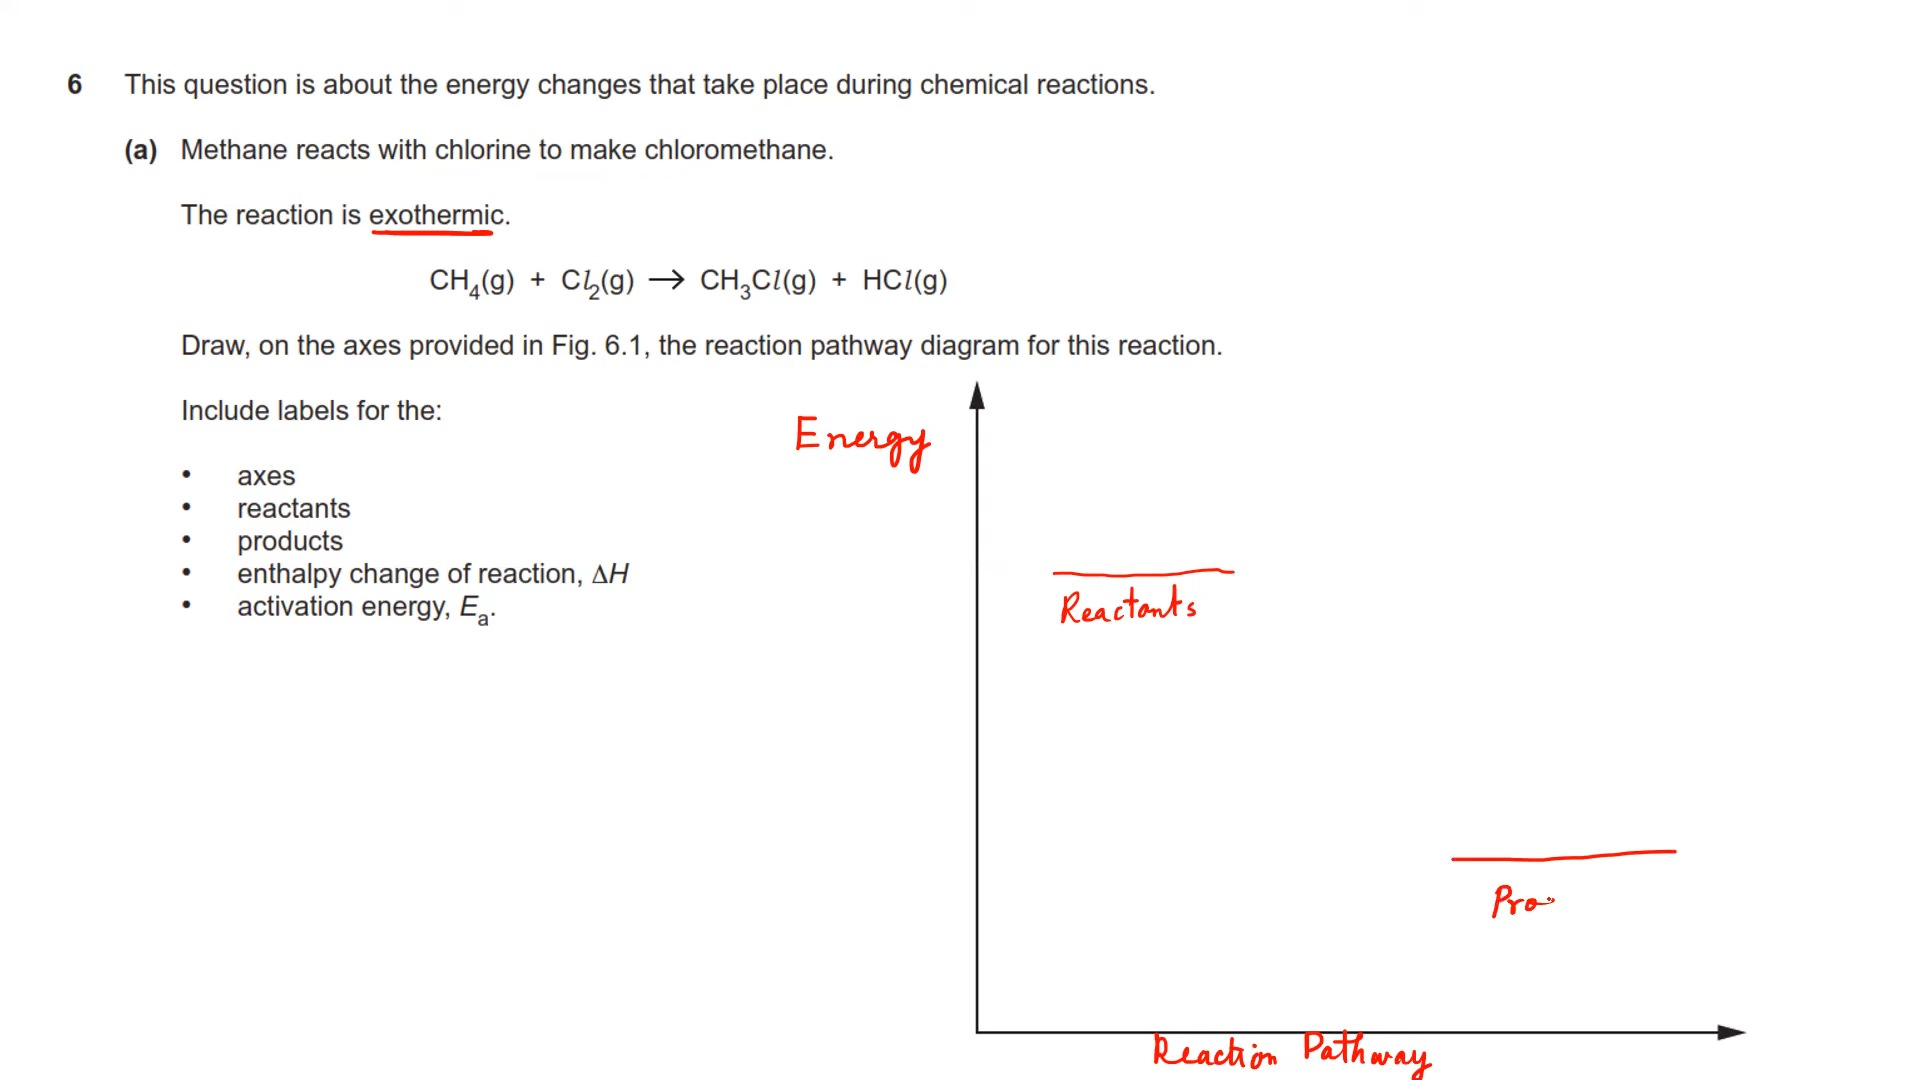 6 This question is about the energy changes that take place during chemical reactions.
(a) Methane reacts with chlorine to make chloromethane.
The reaction is exothermic.
CH₄(g) + Cl₂(g) → CH₃Cl(g) + HCl(g)
Draw, on the axes provided in Fig. 6.1, the reaction pathway diagram for this reaction.
Include labels for the:
• axes
• reactants
• products
• enthalpy change of reaction, ΔH
• activation energy, Eₐ.
Energy
Reactants
Pro
Reaction Pathway